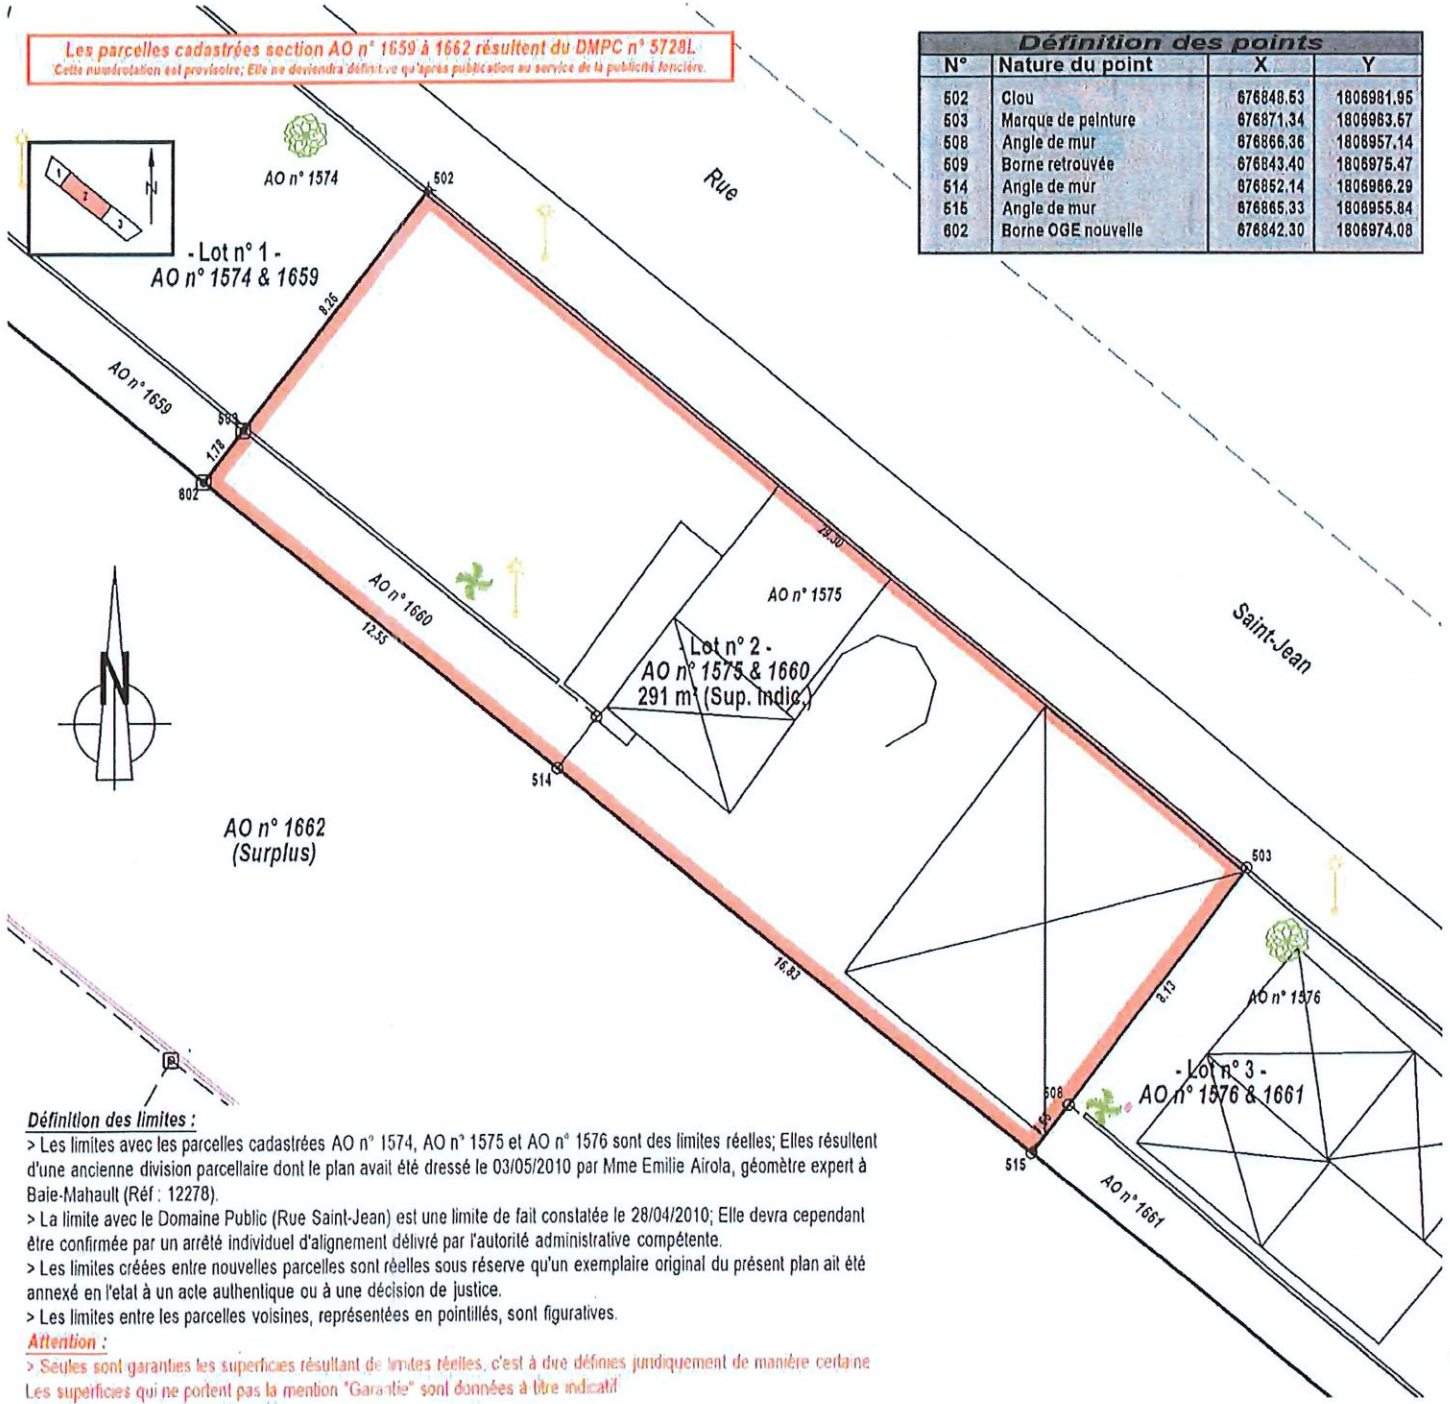 Les parcelles cadastrées section AO n° 1659 à 1662 résultent du DMPC n° 5728L
Cette numérotation est provisoire; Elle ne deviendra définitive qu'après publication au service de la publicité foncière.
Définition des points
N° Nature du point X Y
502 Clou 676848.53 1806981.95
503 Marque de peinture 676871.34 1806963.57
508 Angle de mur 676866.36 1806957.14
509 Borne retrouvée 676843.40 1806975.47
514 Angle de mur 676852.14 1806966.29
515 Angle de mur 676865.33 1806955.84
602 Borne OGE nouvelle 676842.30 1806974.08
1
2
3
N
AO n° 1574
502
Rue
- Lot n° 1 -
AO n° 1574 & 1659
8.26
AO n° 1659
1.78
602
29.30
AO n° 1575
AO n° 1660
12.55
- Lot n° 2 -
AO n° 1575 & 1660
291 m² (Sup. Indic.)
Saint-Jean
N
514
AO n° 1662
(Surplus)
503
16.83
8.13
AO n° 1576
- Lot n° 3 -
AO n° 1576 & 1661
508
515
AO n° 1661
Définition des limites :
> Les limites avec les parcelles cadastrées AO n° 1574, AO n° 1575 et AO n° 1576 sont des limites réelles; Elles résultent
d'une ancienne division parcellaire dont le plan avait été dressé le 03/05/2010 par Mme Emilie Airola, géomètre expert à
Baie-Mahault (Réf : 12278).
> La limite avec le Domaine Public (Rue Saint-Jean) est une limite de fait constatée le 28/04/2010; Elle devra cependant
être confirmée par un arrêté individuel d'alignement délivré par l'autorité administrative compétente.
> Les limites créées entre nouvelles parcelles sont réelles sous réserve qu'un exemplaire original du présent plan ait été
annexé en l'etat à un acte authentique ou à une décision de justice.
> Les limites entre les parcelles voisines, représentées en pointillés, sont figuratives.
Attention :
> Seules sont garanties les superficies résultant de limites réelles, c'est à dire définies juridiquement de manière certaine
Les superficies qui ne portent pas la mention "Garantie" sont données à titre indicatif